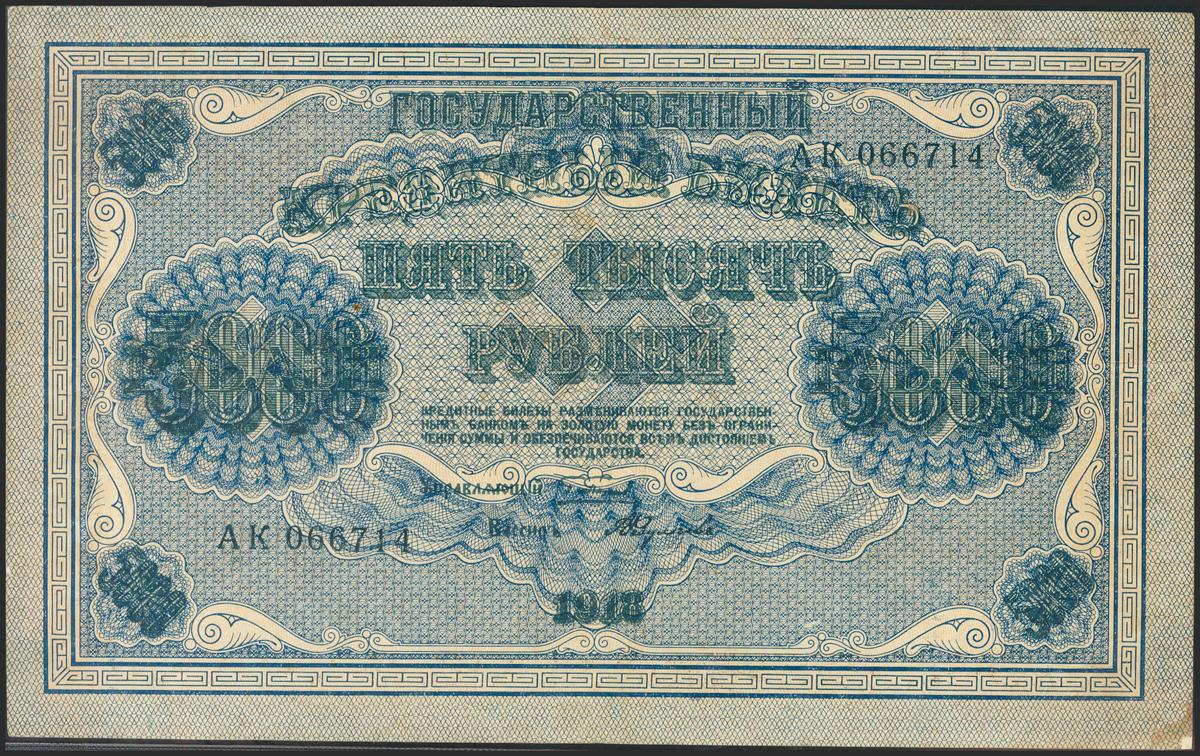 ГОСУДАРСТВЕННЫЙ
КРЕДИТНЫЙ БИЛЕТЪ
АК 066714
ПЯТЬ ТЫСЯЧЪ
РУБЛЕЙ
5000
5000
КРЕДИТНЫЕ БИЛЕТЫ РАЗМѢНИВАЮТСЯ ГОСУДАРСТВЕН-
НЫМЪ БАНКОМЪ НА ЗОЛОТУЮ МОНЕТУ БЕЗЪ ОГРАНИ-
ЧЕНІЯ СУММЫ И ОБЕЗПЕЧИВАЮТСЯ ВСѢМЪ ДОСТОЯНІЕМЪ
ГОСУДАРСТВА.
Управляющій
АК 066714
Кассиръ
1918